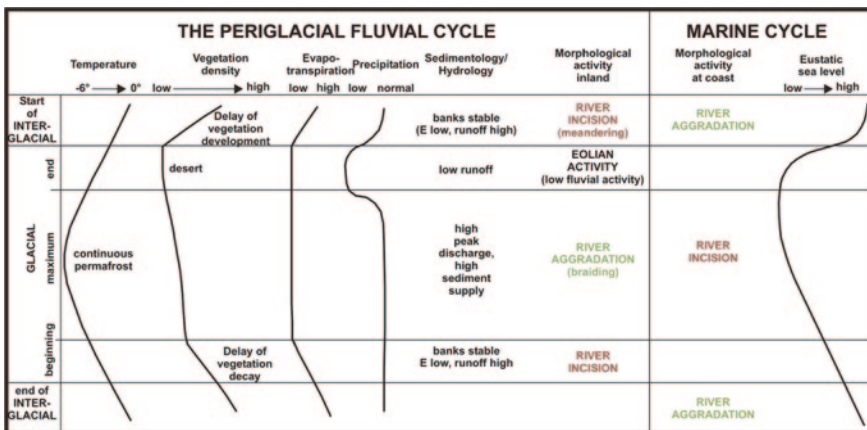 THE PERIGLACIAL FLUVIAL CYCLE
MARINE CYCLE
Temperature
-6° 0°
Vegetation
density
low high
Evapo-
transpiration
low high
Precipitation
low normal
Sedimentology/
Hydrology
Morphological
activity
inland
Morphological
activity
at coast
Eustatic
sea level
low high
Start
of
INTER-
GLACIAL
Delay of
vegetation
development
banks stable
(E low, runoff high)
RIVER
INCISION
(meandering)
RIVER
AGGRADATION
GLACIAL
end
desert
low runoff
EOLIAN
ACTIVITY
(low fluvial activity)
maximum
continuous
permafrost
high
peak
discharge,
high
sediment
supply
RIVER
AGGRADATION
(braiding)
RIVER
INCISION
beginning
Delay of
vegetation
decay
banks stable
E low, runoff high)
RIVER
INCISION
end of
INTER-
GLACIAL
RIVER
AGGRADATION